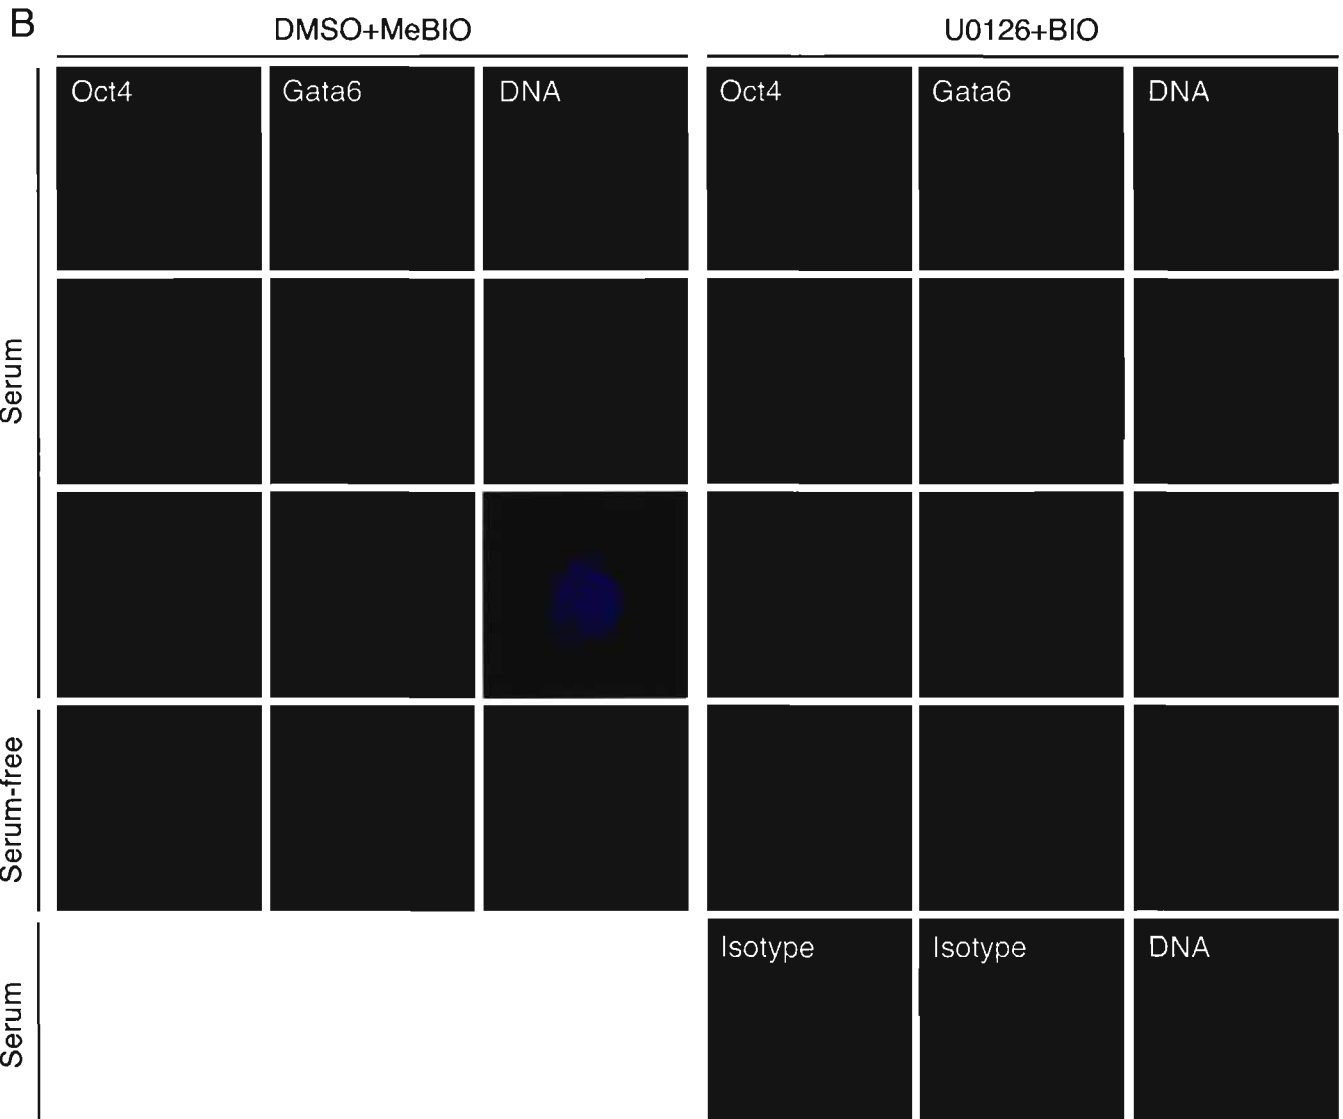 B
DMSO+MeBIO
U0126+BIO
Oct4
Gata6
DNA
Oct4
Gata6
DNA
Serum
Serum-free
Serum
Isotype
Isotype
DNA